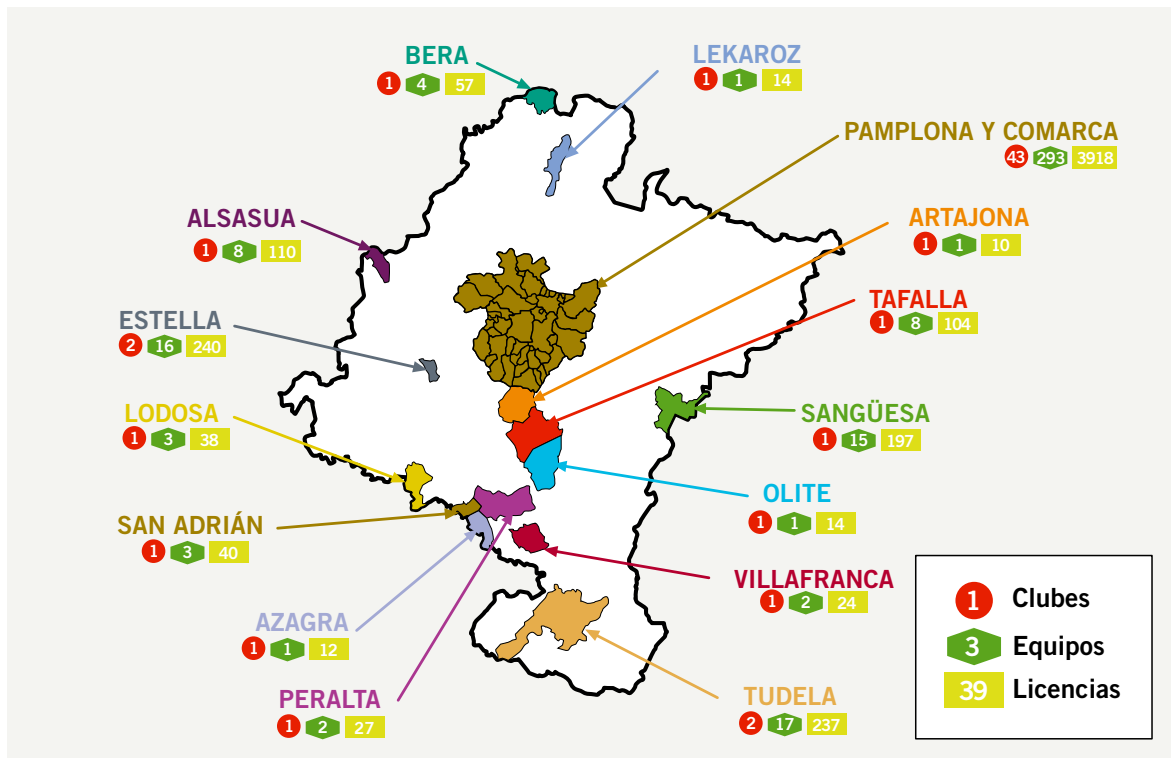 BERA
1 4 57
LEKAROZ
1 1 14
PAMPLONA Y COMARCA
43 293 3918
ALSASUA
1 8 110
ARTAJONA
1 1 10
TAFALLA
1 8 104
ESTELLA
2 16 240
LODOSA
1 3 38
SANGÜESA
1 15 197
OLITE
1 1 14
SAN ADRIÁN
1 3 40
VILLAFRANCA
1 2 24
AZAGRA
1 1 12
PERALTA
1 2 27
TUDELA
2 17 237
1 Clubes
3 Equipos
39 Licencias